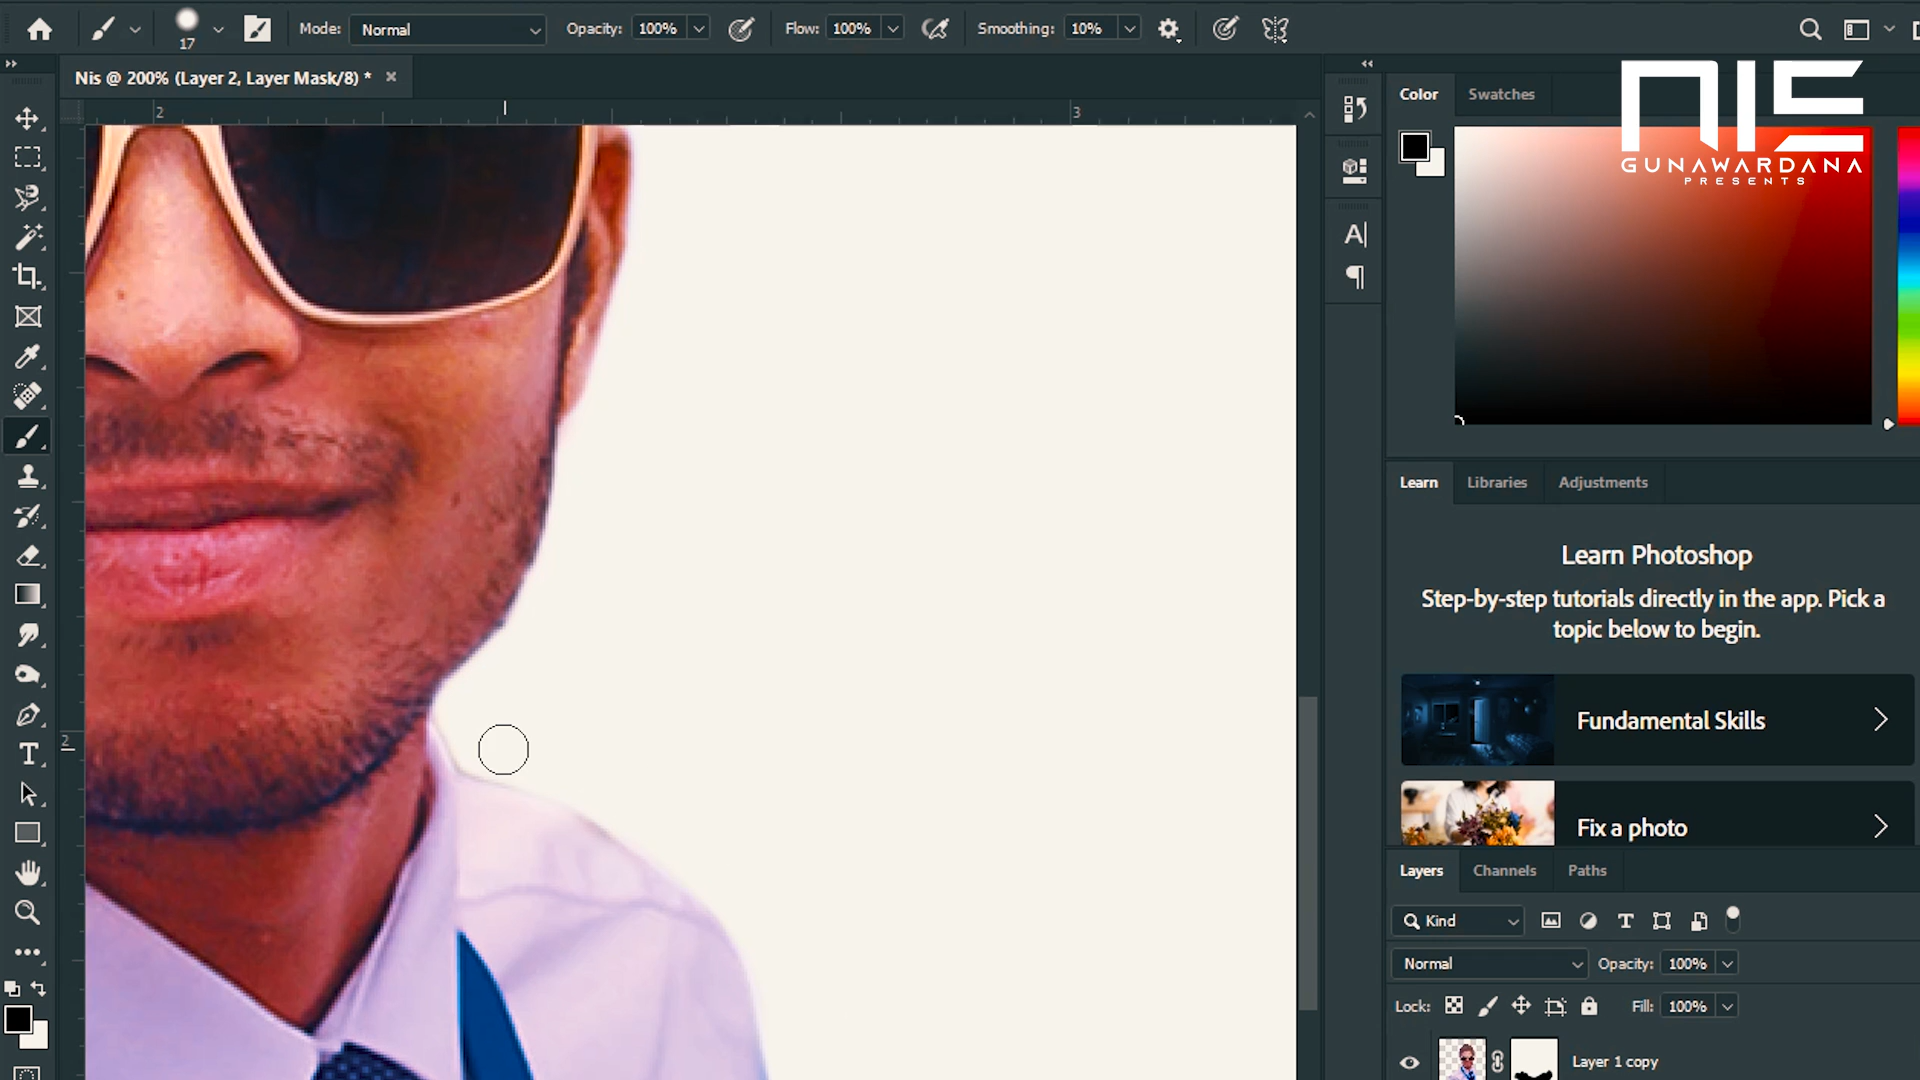 17
Mode:
Normal
Opacity:
100%
Flow:
100%
Smoothing:
10%
Nis @ 200% (Layer 2, Layer Mask/8) *
2
3
2
A
T
Color
Swatches
NIS
GUNAWARDANA
PRESENTS
Learn
Libraries
Adjustments
Learn Photoshop
Step-by-step tutorials directly in the app. Pick a
topic below to begin.
Fundamental Skills
Fix a photo
Layers
Channels
Paths
Kind
T
Normal
Opacity:
100%
Lock:
Fill:
100%
Layer 1 copy